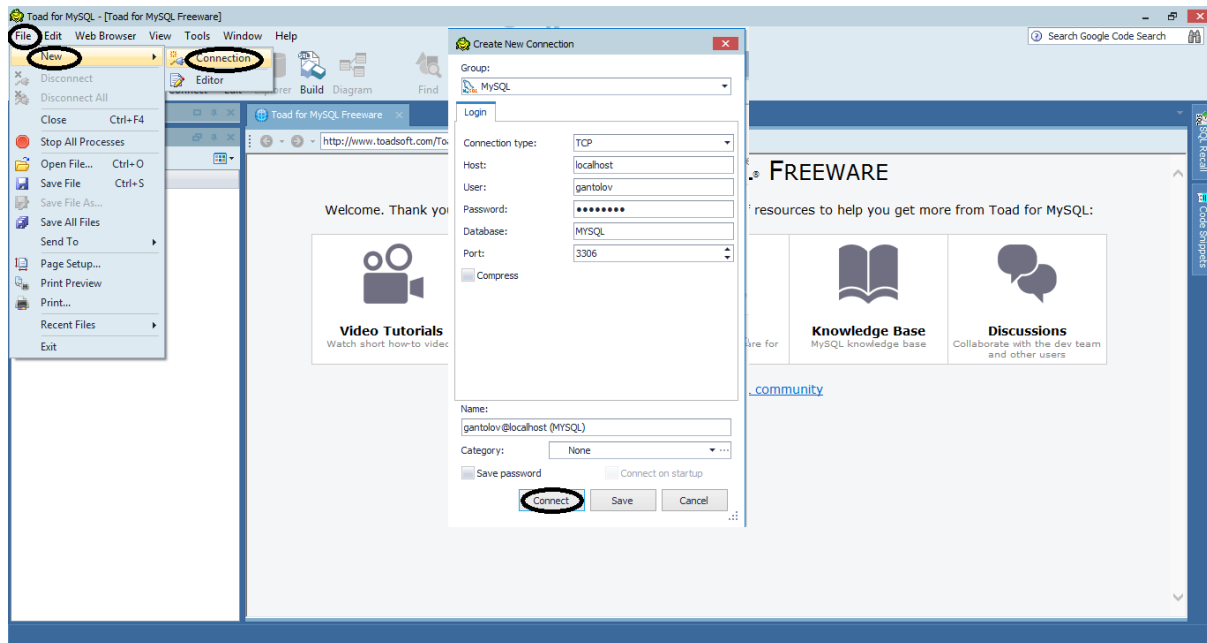 Toad for MySQL - [Toad for MySQL Freeware]
File Edit Web Browser View Tools Window Help
Search Google Code Search
New
Connection
Editor
Disconnect
Disconnect All
Close Ctrl+F4
Stop All Processes
Open File... Ctrl+O
Save File Ctrl+S
Save File As...
Save All Files
Send To
Page Setup...
Print Preview
Print...
Recent Files
Exit
Build Diagram Find
Toad for MySQL Freeware
http://www.toadsoft.com/To
FREEWARE
Welcome. Thank you
resources to help you get more from Toad for MySQL:
Video Tutorials
Watch short how-to video
are for
Knowledge Base
MySQL knowledge base
Discussions
Collaborate with the dev team
and other users
community
Create New Connection
Group:
MySQL
Login
Connection type: TCP
Host: localhost
User: gantolov
Password: ••••••••
Database: MYSQL
Port: 3306
Compress
Name:
gantolov@localhost (MYSQL)
Category: None
Save password Connect on startup
Connect Save Cancel
SQL Recall
Code Snippets